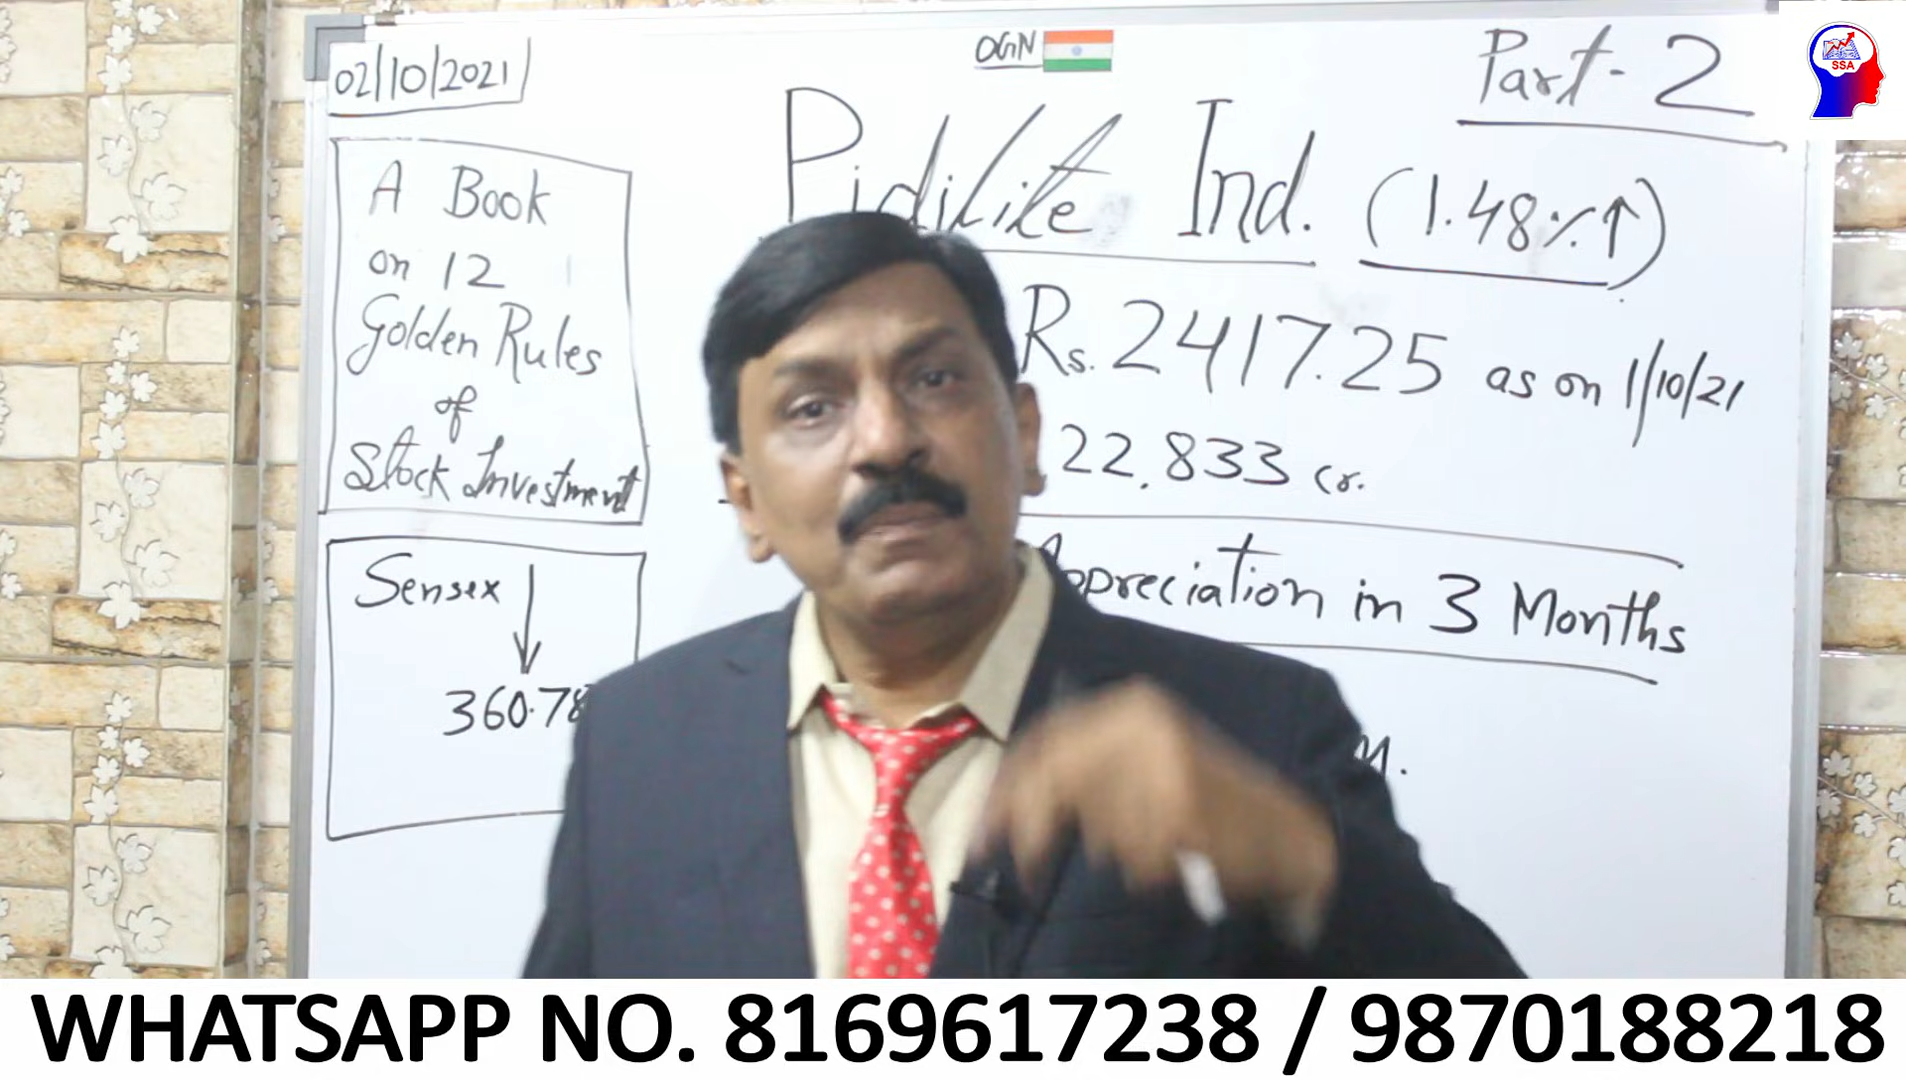 02/10/2021
OGN
Part-2
SSA
Pidilite Ind. (1.48%↑)
A Book
on 12
Golden Rules
of
Stock Investment
Rs. 2417.25 as on 1/10/21
22,833 cr.
Appreciation in 3 Months
Sensex ↓
360.78
M.
WHATSAPP NO. 8169617238 / 9870188218